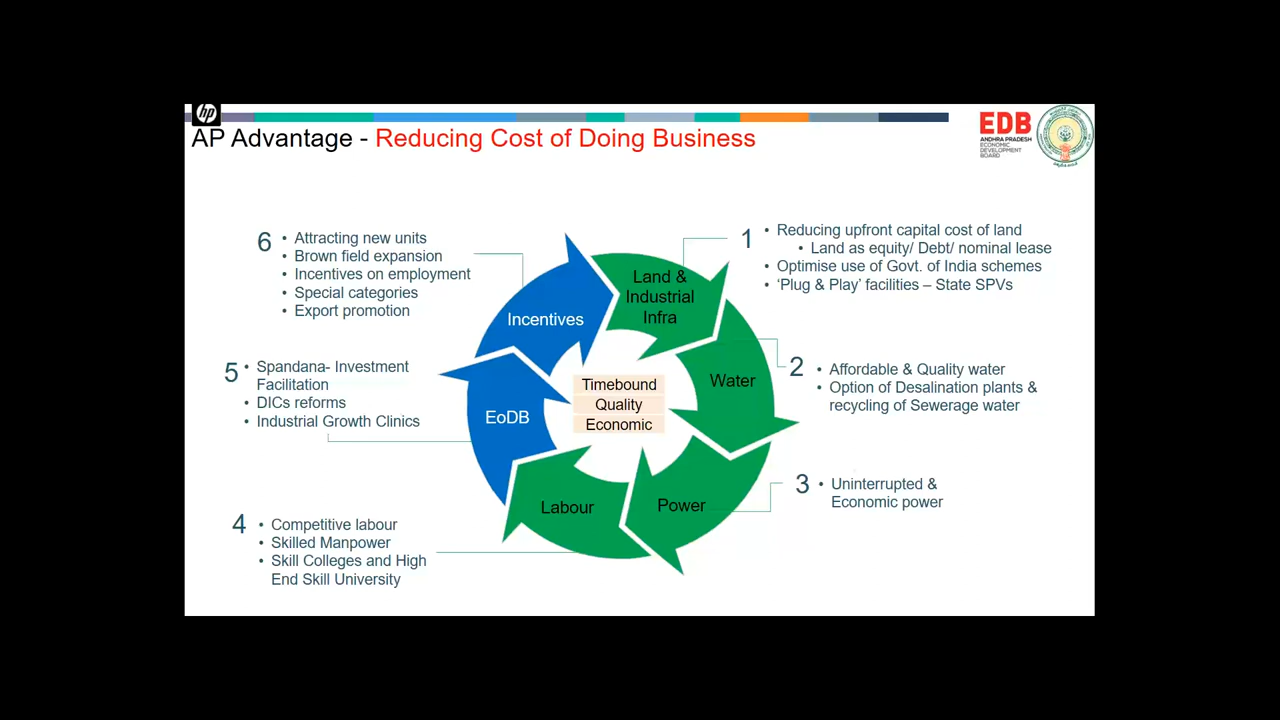 hp
AP Advantage - Reducing Cost of Doing Business
EDB
ANDHRA PRADESH
ECONOMIC
DEVELOPMENT
BOARD
1
• Reducing upfront capital cost of land
• Land as equity/ Debt/ nominal lease
• Optimise use of Govt. of India schemes
• ‘Plug & Play’ facilities – State SPVs
2
• Affordable & Quality water
• Option of Desalination plants &
recycling of Sewerage water
3
• Uninterrupted &
Economic power
4
• Competitive labour
• Skilled Manpower
• Skill Colleges and High
End Skill University
5
• Spandana- Investment
Facilitation
• DICs reforms
• Industrial Growth Clinics
6
• Attracting new units
• Brown field expansion
• Incentives on employment
• Special categories
• Export promotion
Land &
Industrial
Infra
Water
Power
Labour
EoDB
Incentives
Timebound
Quality
Economic